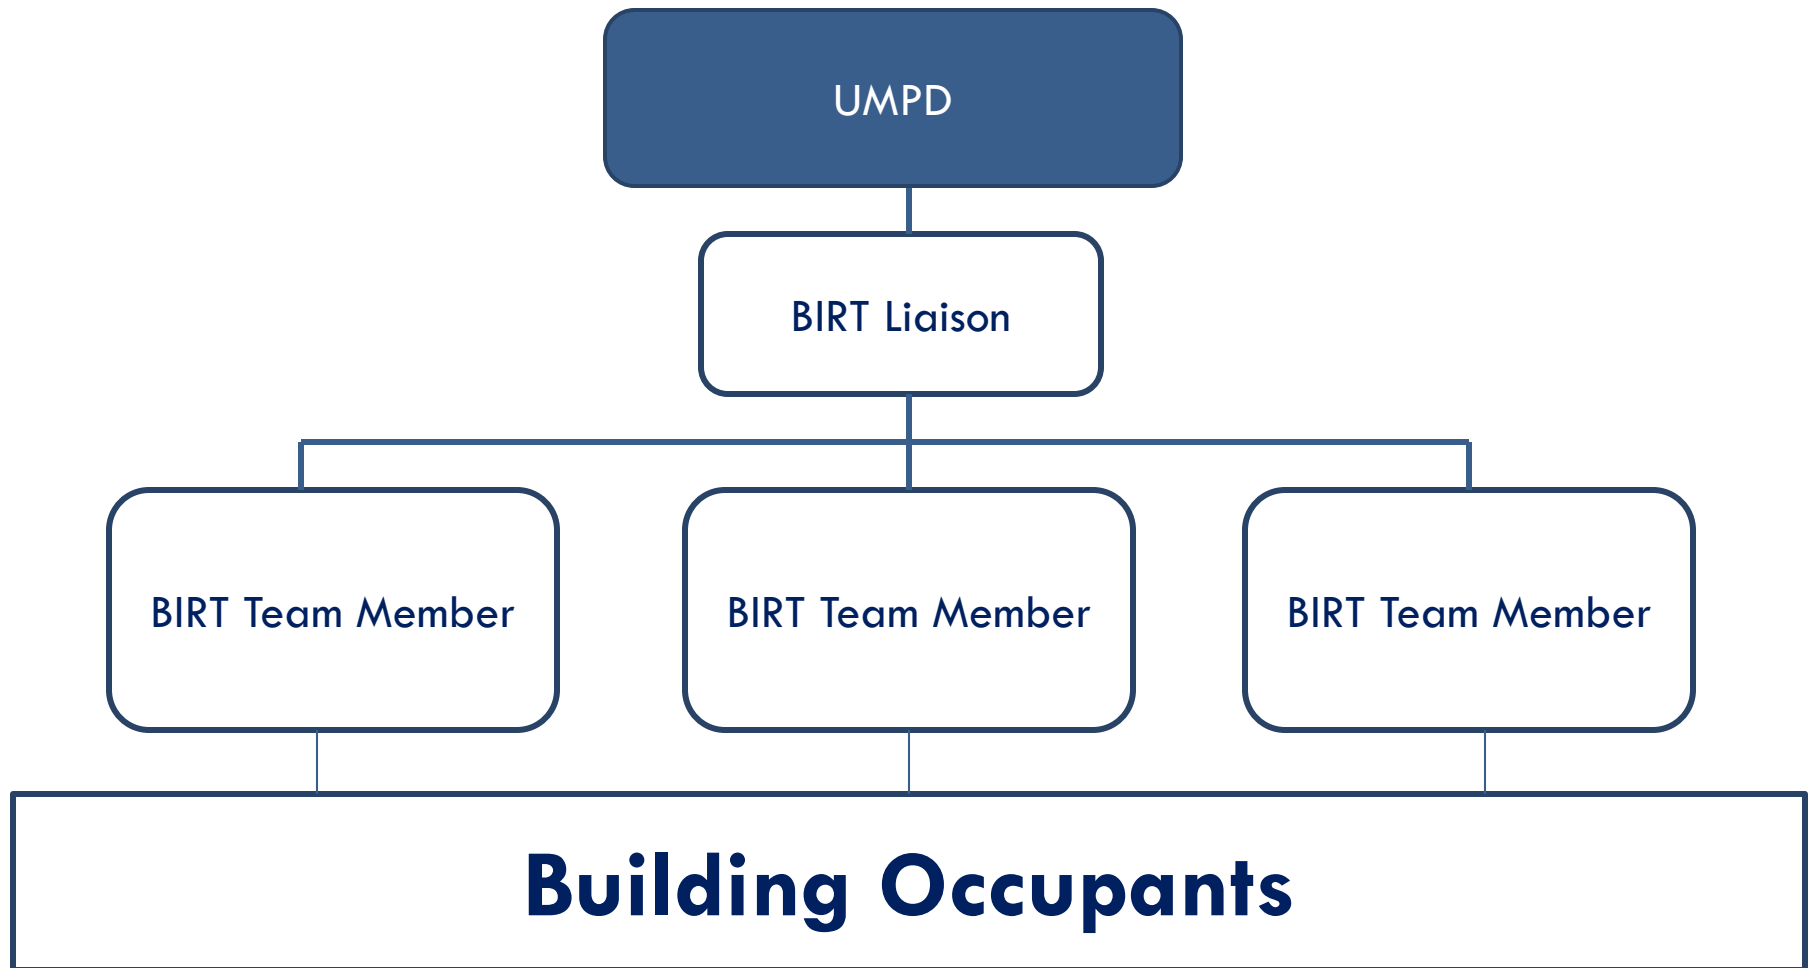 UMPD
BIRT Liaison
BIRT Team Member
BIRT Team Member
BIRT Team Member
Building Occupants